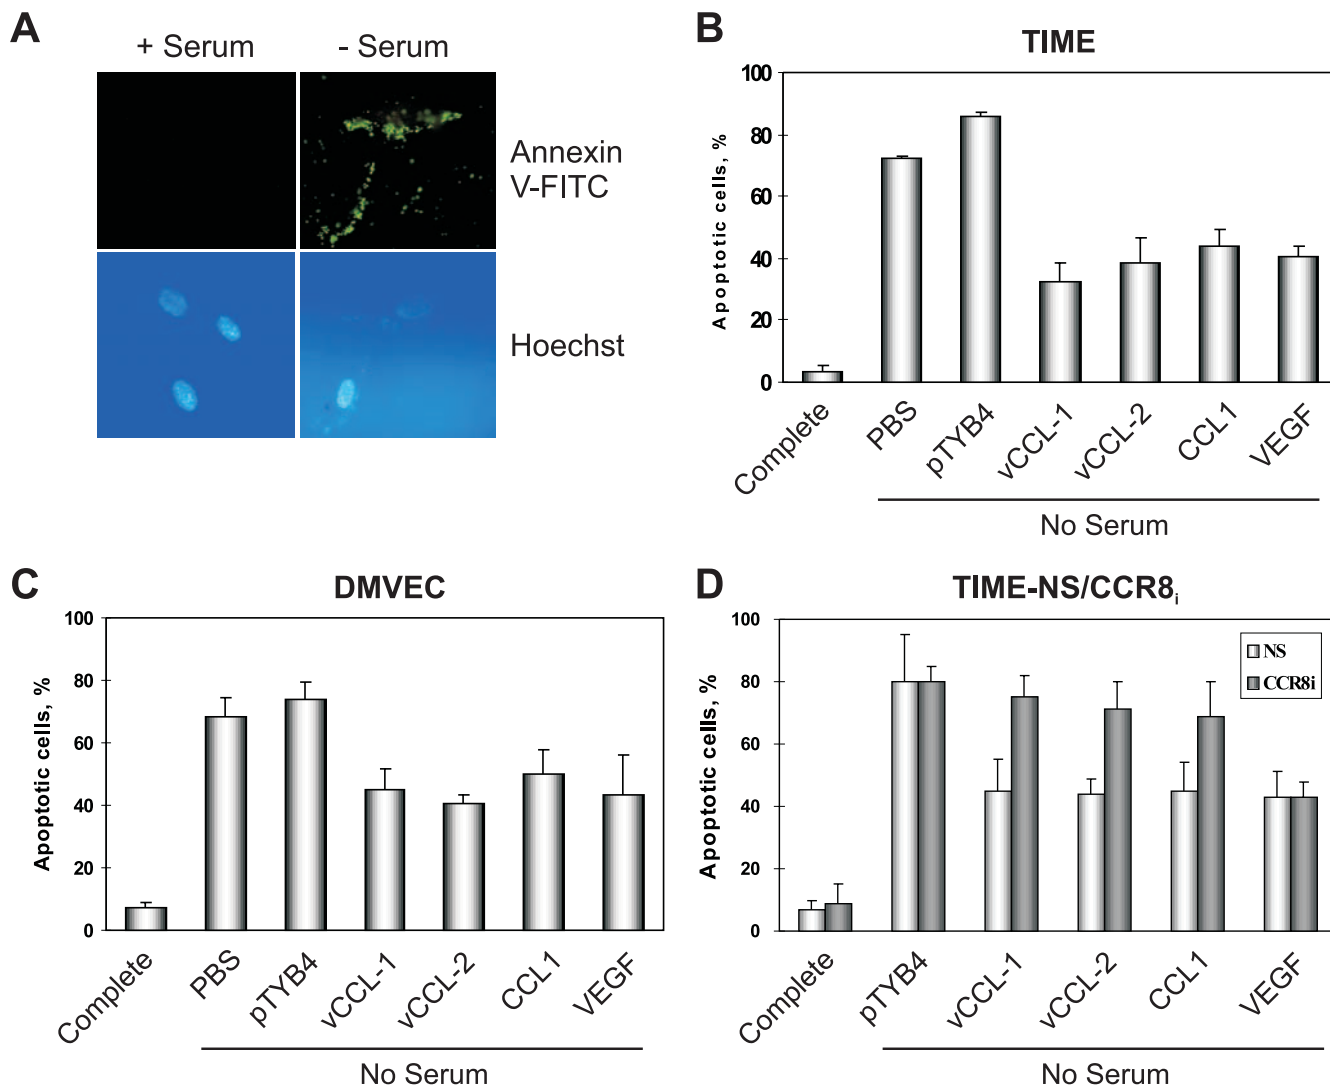 A
+ Serum
- Serum
Annexin
V-FITC
Hoechst
B
TIME
Apoptotic cells, %
100
80
60
40
20
0
Complete
PBS
pTYB4
vCCL-1
vCCL-2
CCL1
VEGF
No Serum
C
DMVEC
Apoptotic cells, %
100
80
60
40
20
0
Complete
PBS
pTYB4
vCCL-1
vCCL-2
CCL1
VEGF
No Serum
D
TIME-NS/CCR8i
Apoptotic cells, %
100
80
60
40
20
0
NS
CCR8i
Complete
pTYB4
vCCL-1
vCCL-2
CCL1
VEGF
No Serum